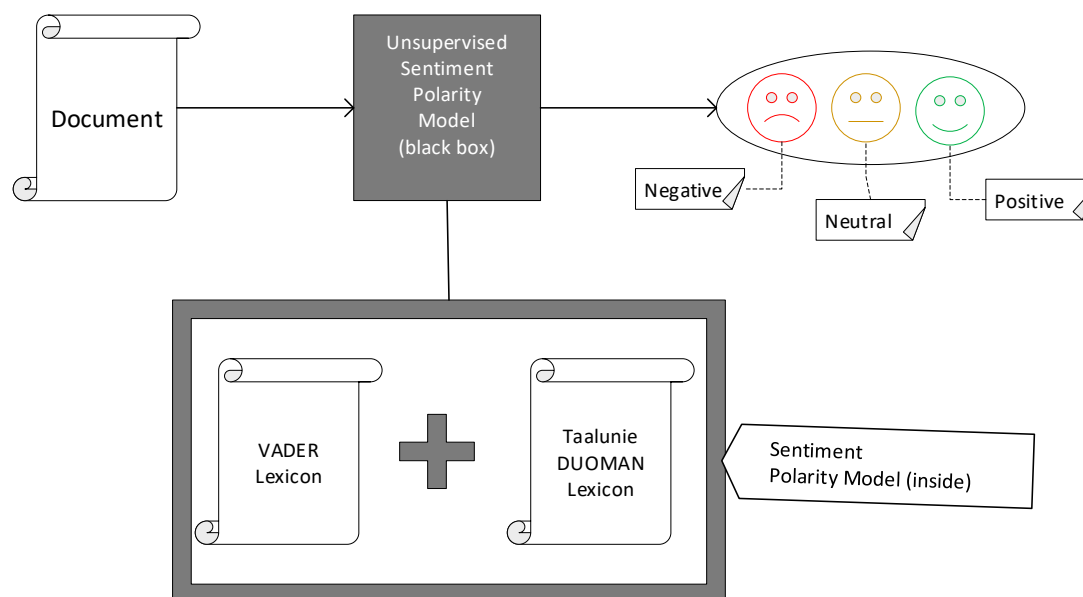 Document
Unsupervised
Sentiment
Polarity
Model
(black box)
Negative
Neutral
Positive
VADER
Lexicon
Taalunie
DUOMAN
Lexicon
Sentiment
Polarity Model (inside)